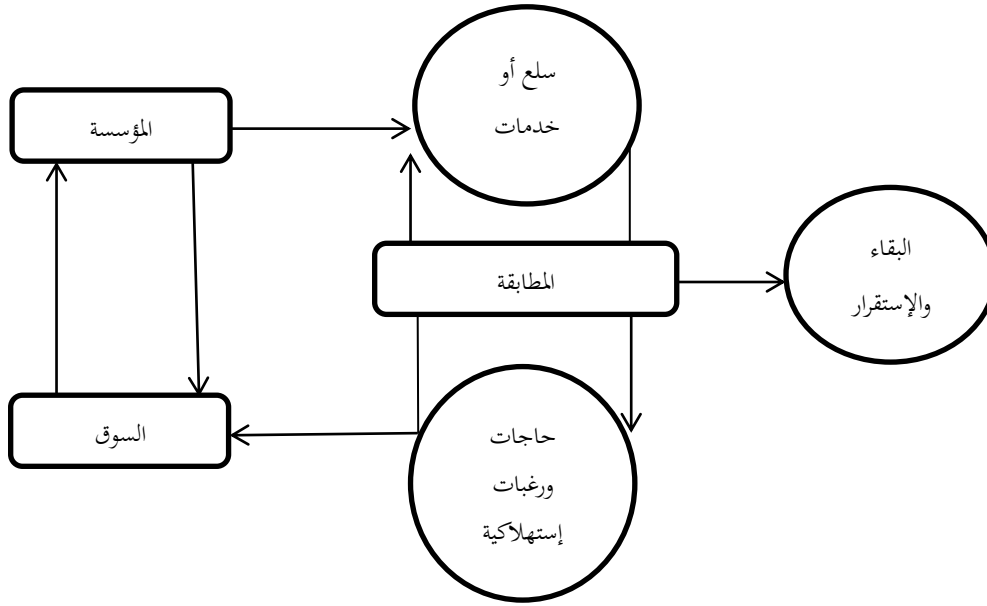 سلع أو
خدمات
المؤسسة
البقاء
والإستقرار
المطابقة
السوق
حاجات
ورغبات
إستهلاكية